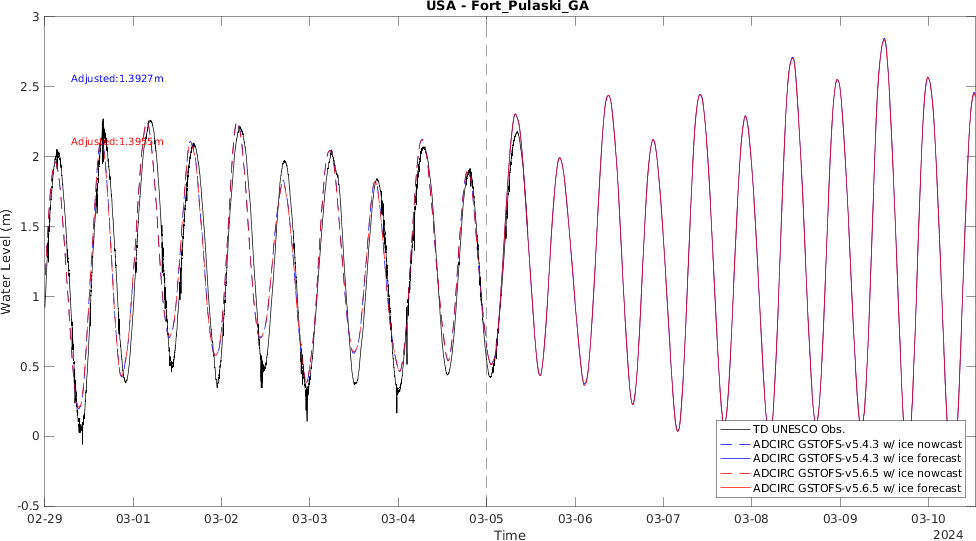 USA - Fort_Pulaski_GA
3
2.5
2
1.5
1
0.5
0
-0.5
Water Level (m)
Adjusted:1.3927m
Adjusted:1.3955m
TD UNESCO Obs.
ADCIRC GSTOFS-v5.4.3 w/ ice nowcast
ADCIRC GSTOFS-v5.4.3 w/ ice forecast
ADCIRC GSTOFS-v5.6.5 w/ ice nowcast
ADCIRC GSTOFS-v5.6.5 w/ ice forecast
02-29 03-01 03-02 03-03 03-04 03-05 03-06 03-07 03-08 03-09 03-10
Time 2024